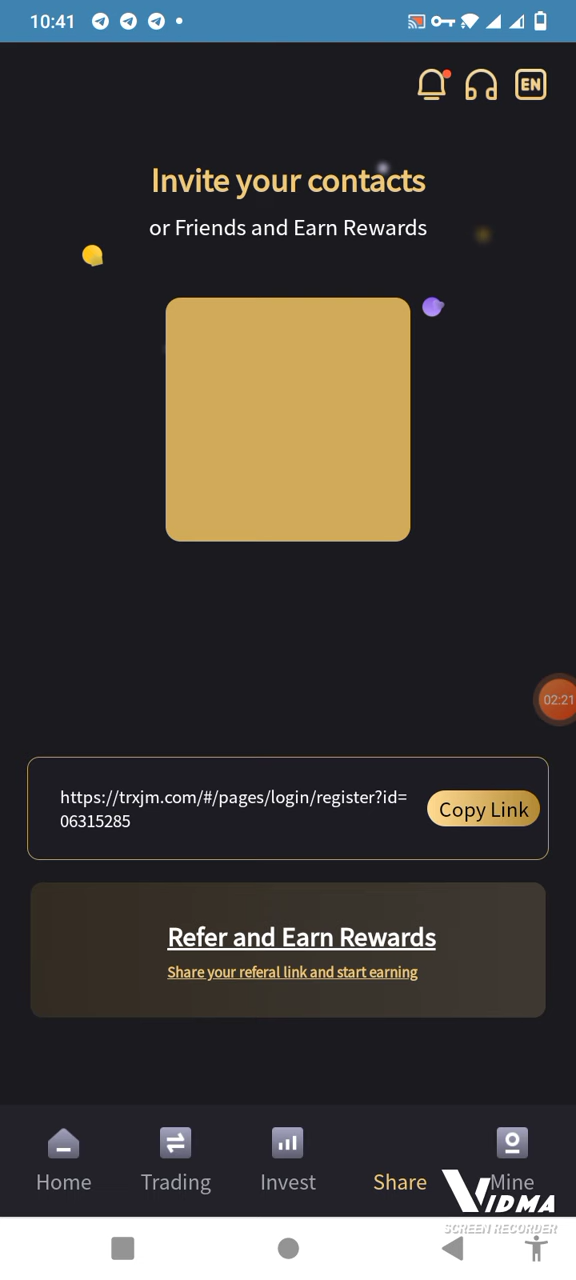 10:41
EN
Invite your contacts
or Friends and Earn Rewards
02:21
https://trxjm.com/#/pages/login/register?id=
06315285
Copy Link
Refer and Earn Rewards
Share your referal link and start earning
Home
Trading
Invest
Share
Mine
VIDMA
SCREEN RECORDER